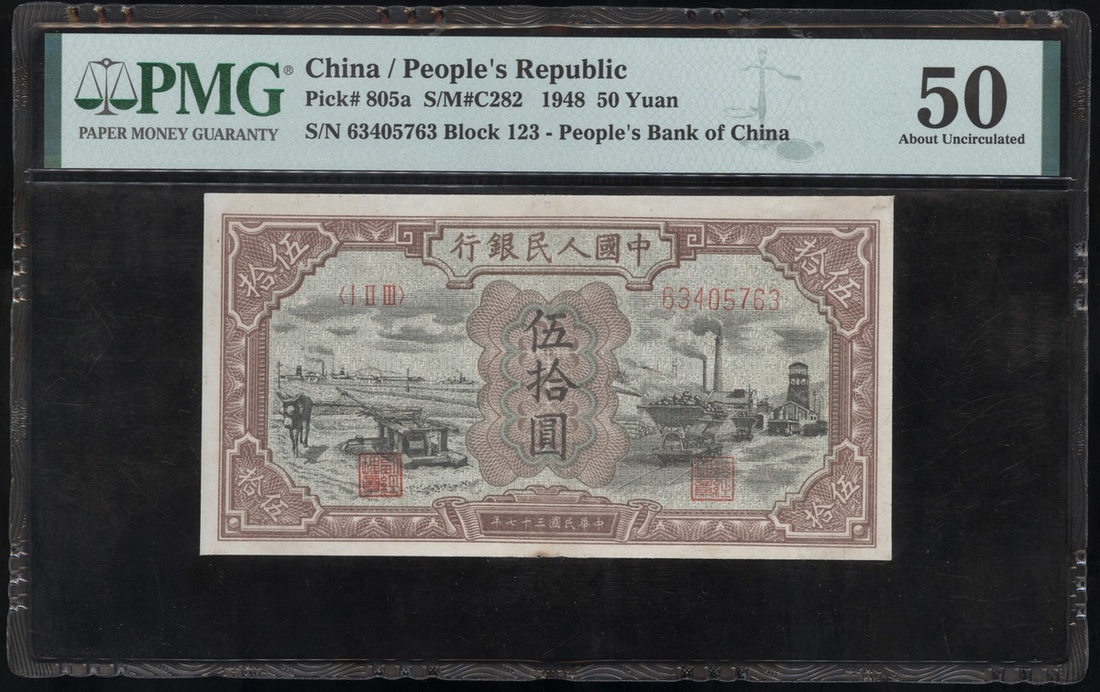 PMG®
PAPER MONEY GUARANTY
China / People's Republic
Pick# 805a S/M#C282 1948 50 Yuan
S/N 63405763 Block 123 - People's Bank of China
50
About Uncirculated
行銀民人國中
拾伍
拾伍
〈I II III〉
63405763
伍拾圓
拾伍
拾伍
年七十三國民華中